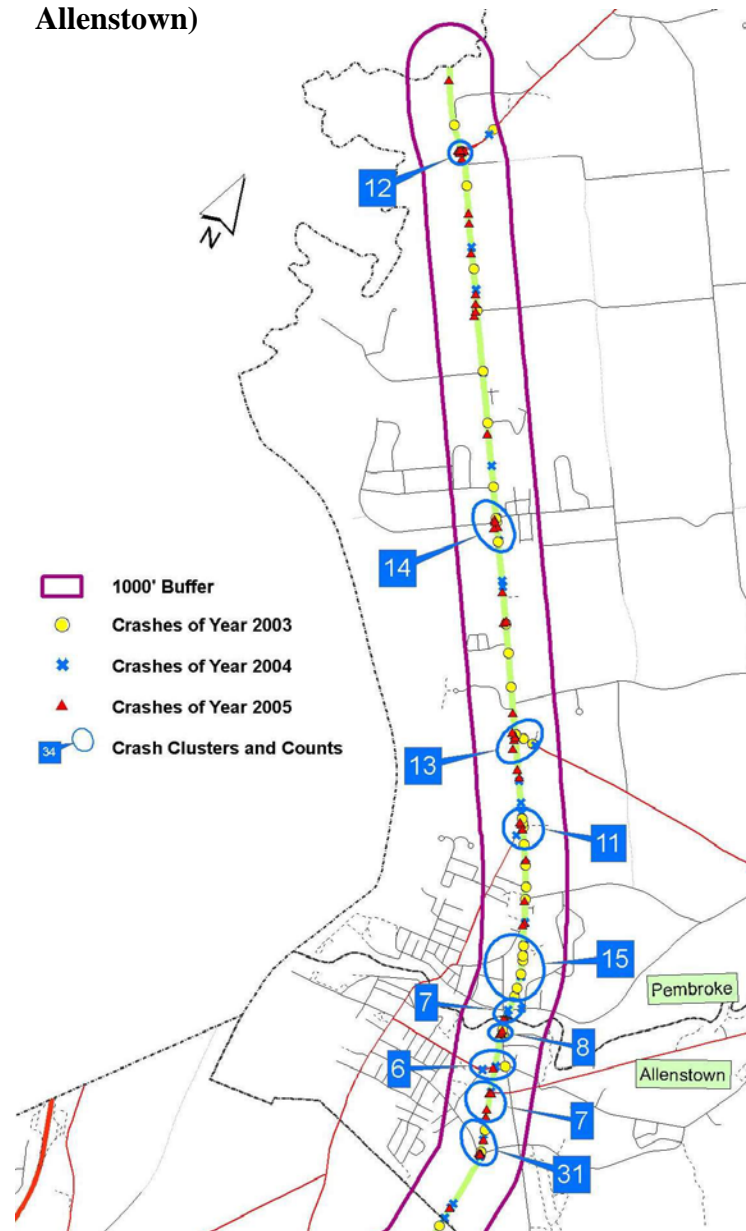 Allenstown)
12
N
14
1000' Buffer
Crashes of Year 2003
Crashes of Year 2004
Crashes of Year 2005
34 Crash Clusters and Counts
13
11
15
Pembroke
7
8
6
Allenstown
7
31